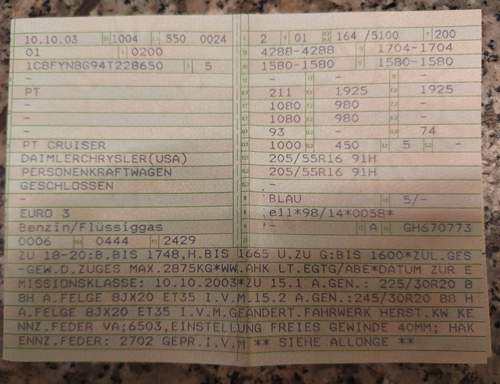 10.10.03 1004 550 0024 2 01 164 /5100 200
01 0200 4288-4288 1704-1704
1C8FYN8G94T228650 5 1580-1580 1580-1580
- - - -
PT 211 1925 1925
- 1080 980 -
- 1080 980 -
- 93 - 74
PT CRUISER 1000 450 5 -
DAIMLERCHRYSLER(USA) 205/55R16 91H
PERSONENKRAFTWAGEN 205/55R16 91H
GESCHLOSSEN -
- BLAU 5/-
EURO 3 e11*98/14*0058*
Benzin/Flüssiggas - A GH670773
0006 0444 2429
ZU 18-20:B.BIS 1748,H.BIS 1665 U.ZU G:BIS 1600*ZUL.GES
-GEW.D.ZUGES MAX.2875KG*WW.AHK LT.EGTG/ABE*DATUM ZUR E
MISSIONSKLASSE: 10.10.2003*ZU 15.1 A.GEN.: 225/30R20 8
8H A.FELGE 8JX20 ET35 I.V.M.15.2 A.GEN.:245/30R20 88 H
A.FELGE 8JX20 ET35 I.V.M.GEÄNDERT.FAHRWERK HERST.KW KE
NNZ.FEDER VA;6503,EINSTELLUNG FREIES GEWINDE 40MM; HAK
ENNZ.FEDER: 2702 GEPR.I.V.M ** SIEHE ALLONGE **